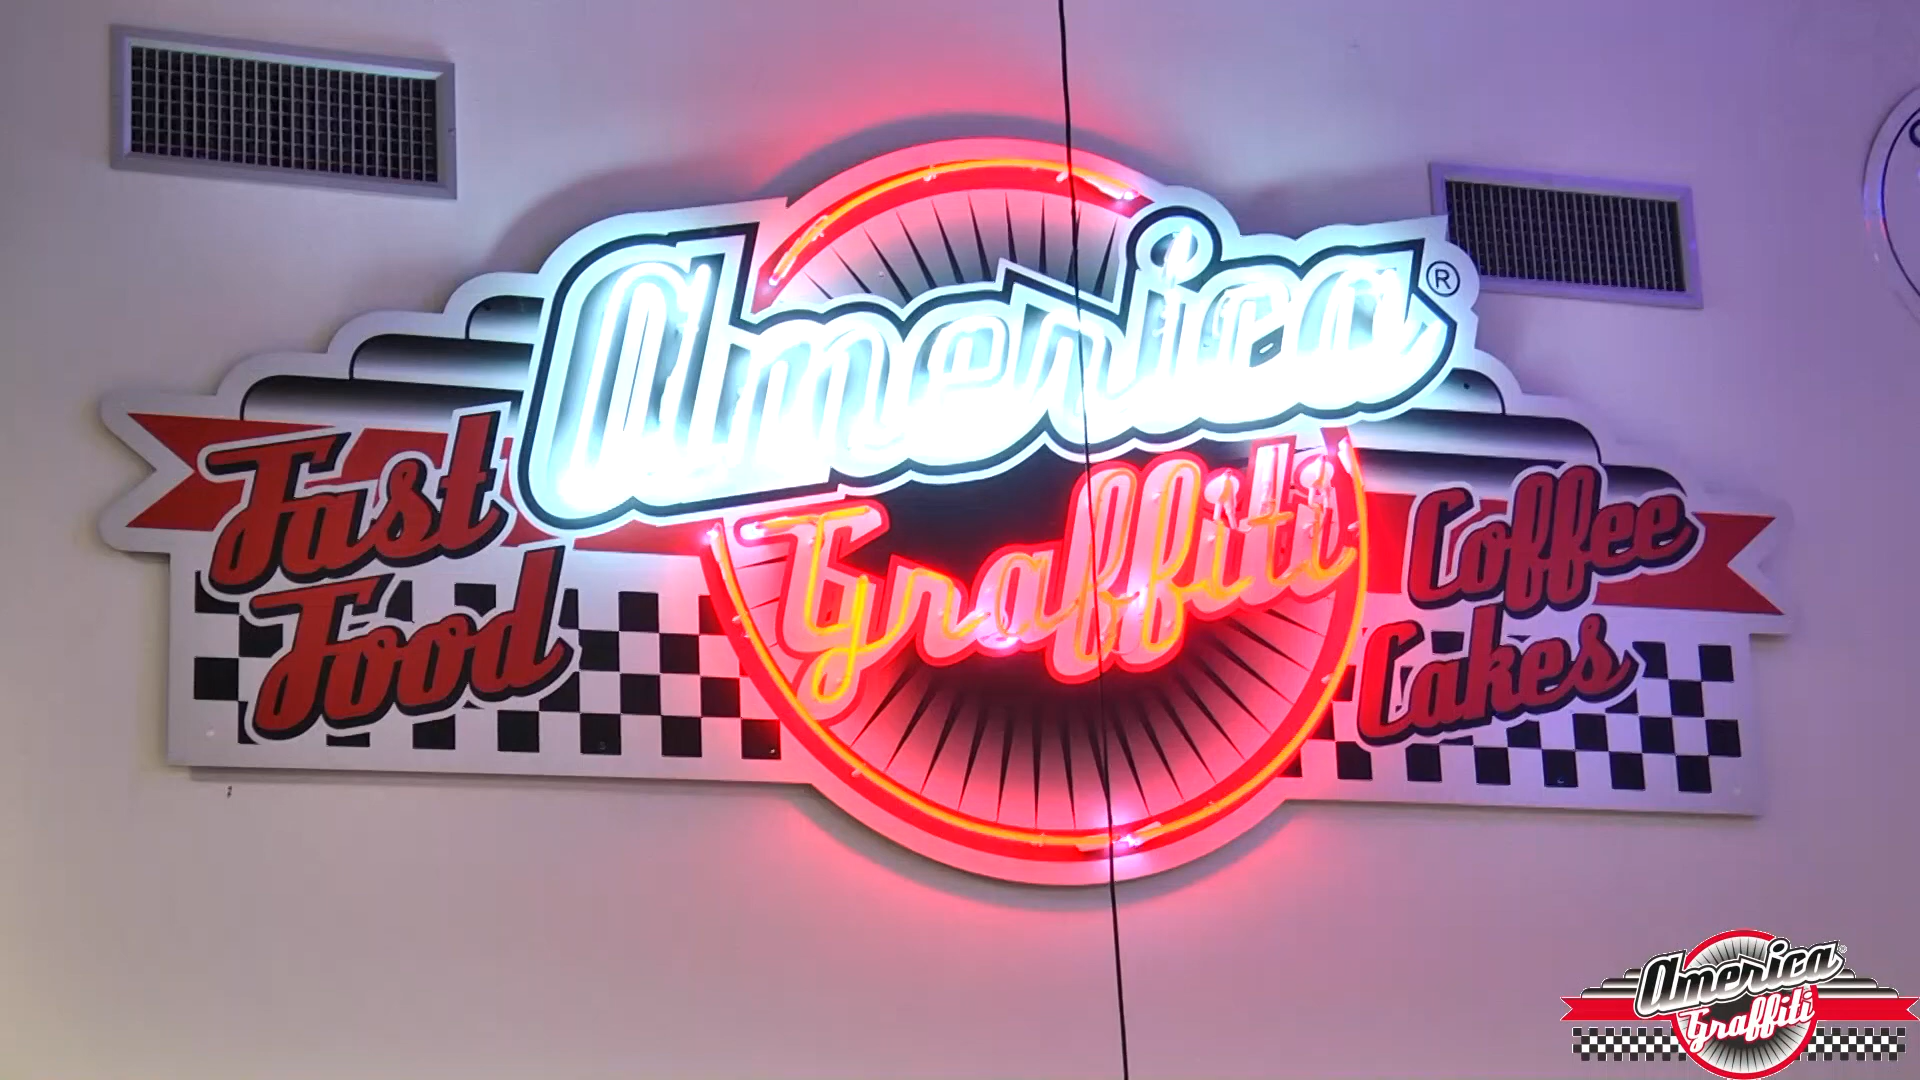 America ®
Graffiti
Fast
Food
Coffee
Cakes
America ®
Graffiti